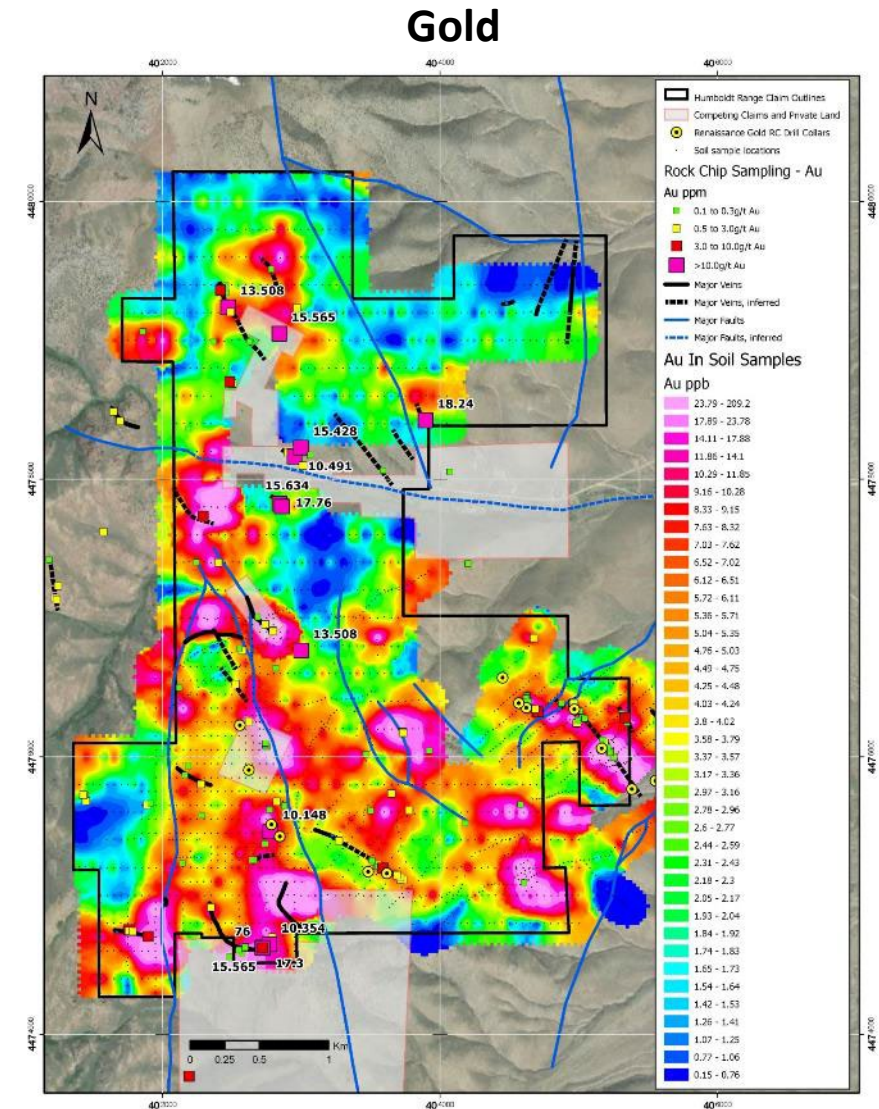 Gold
402000
404000
406000
N
4480000
4478000
4476000
4474000
Humboldt Range Claim Outlines
Competing Claims and Private Land
Renaissance Gold RC Drill Collars
Soil sample locations
Rock Chip Sampling - Au
Au ppm
0.1 to 0.3g/t Au
0.5 to 3.0g/t Au
3.0 to 10.0g/t Au
>10.0g/t Au
Major Veins
Major Veins, inferred
Major Faults
Major Faults, inferred
Au In Soil Samples
Au ppb
23.79 - 209.2
17.89 - 23.78
14.11 - 17.88
11.86 - 14.1
10.29 - 11.85
9.16 - 10.28
8.33 - 9.15
7.63 - 8.32
7.03 - 7.62
6.52 - 7.02
6.12 - 6.51
5.72 - 6.11
5.36 - 5.71
5.04 - 5.35
4.76 - 5.03
4.49 - 4.75
4.25 - 4.48
4.03 - 4.24
3.8 - 4.02
3.58 - 3.79
3.37 - 3.57
3.17 - 3.36
2.97 - 3.16
2.78 - 2.96
2.6 - 2.77
2.44 - 2.59
2.31 - 2.43
2.18 - 2.3
2.05 - 2.17
1.93 - 2.04
1.84 - 1.92
1.74 - 1.83
1.65 - 1.73
1.54 - 1.64
1.42 - 1.53
1.26 - 1.41
1.07 - 1.25
0.77 - 1.06
0.15 - 0.76
13.508
15.565
18.24
15.428
10.491
15.634
17.76
13.508
10.148
76
10.354
15.565
17.3
0 0.25 0.5 1
Km
402000
404000
406000